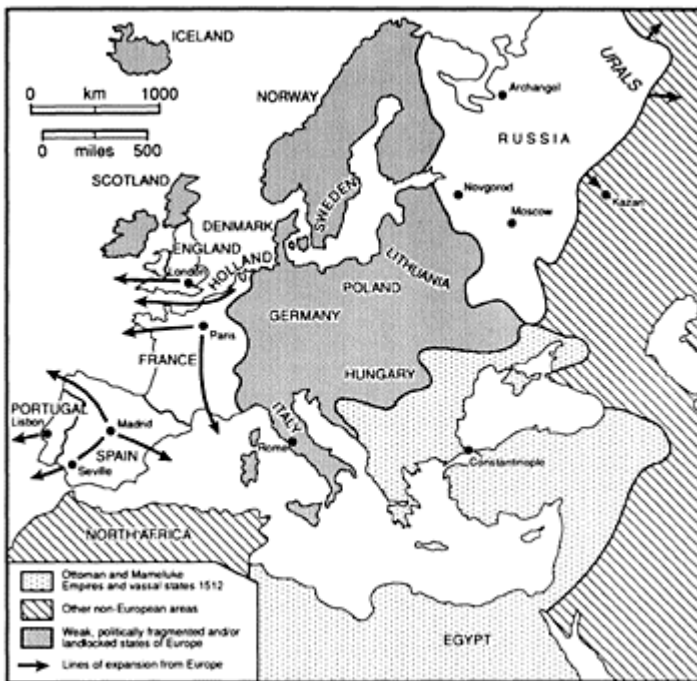 ICELAND
0 km 1000
0 miles 500
NORWAY
URALS
Archangel
RUSSIA
SCOTLAND
SWEDEN
Novgorod
Kazan
Moscow
DENMARK
ENGLAND
HOLLAND
London
LITHUANIA
POLAND
GERMANY
Paris
FRANCE
HUNGARY
PORTUGAL
Lisbon
Madrid
ITALY
Rome
SPAIN
Seville
Constantinople
NORTH AFRICA
EGYPT
Ottoman and Mameluke
Empires and vassal states 1512
Other non-European areas
Weak, politically fragmented and/or
landlocked states of Europe
Lines of expansion from Europe